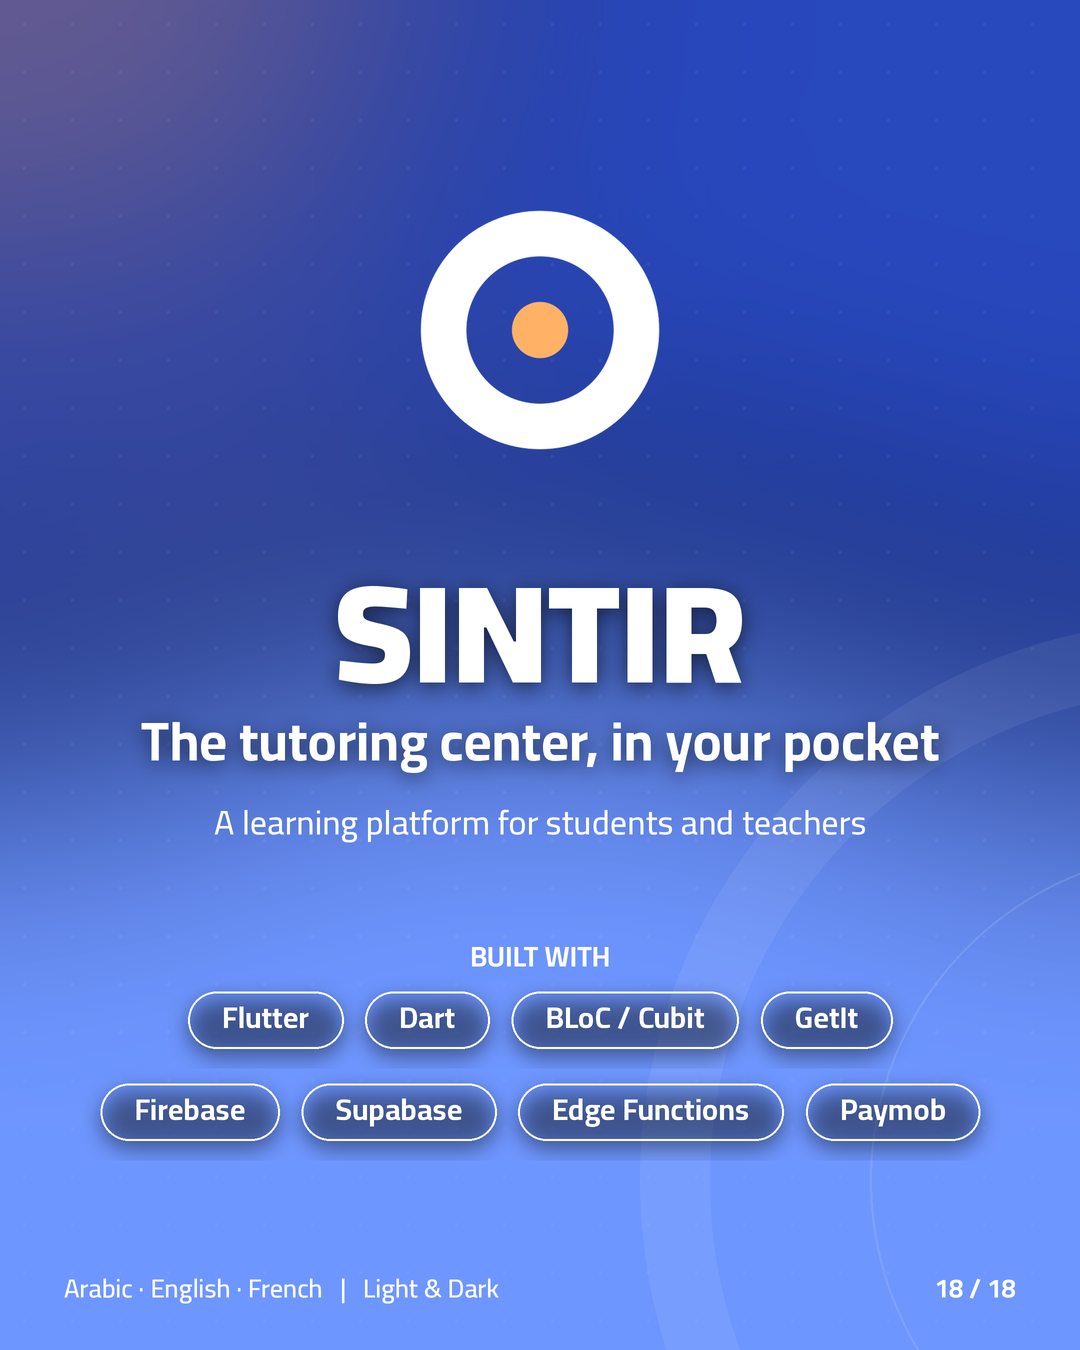 SINTIR
The tutoring center, in your pocket
A learning platform for students and teachers
BUILT WITH
Flutter Dart BLoC / Cubit GetIt
Firebase Supabase Edge Functions Paymob
Arabic · English · French | Light & Dark 18 / 18